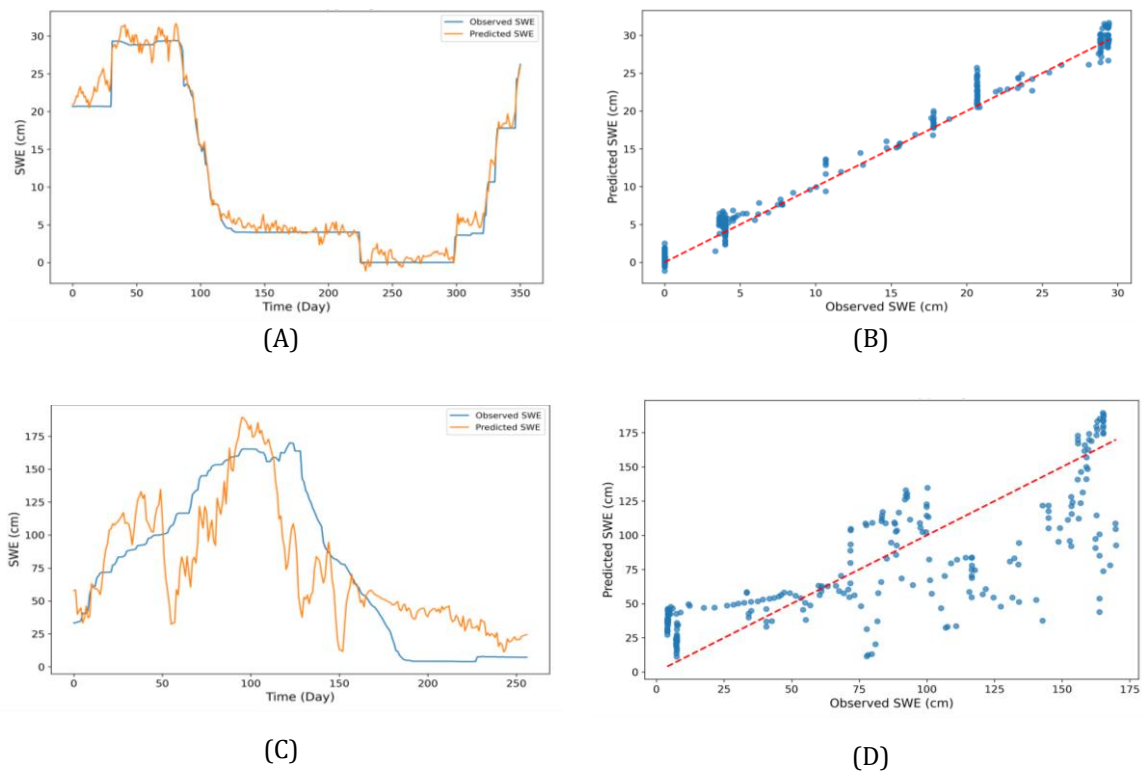 Observed SWE
Predicted SWE
SWE (cm)
30
25
20
15
10
5
0
0 50 100 150 200 250 300 350
Time (Day)
(A)
Predicted SWE (cm)
30
25
20
15
10
5
0
0 5 10 15 20 25 30
Observed SWE (cm)
(B)
Observed SWE
Predicted SWE
SWE (cm)
175
150
125
100
75
50
25
0
0 50 100 150 200 250
Time (Day)
(C)
Predicted SWE (cm)
175
150
125
100
75
50
25
0
0 25 50 75 100 125 150 175
Observed SWE (cm)
(D)